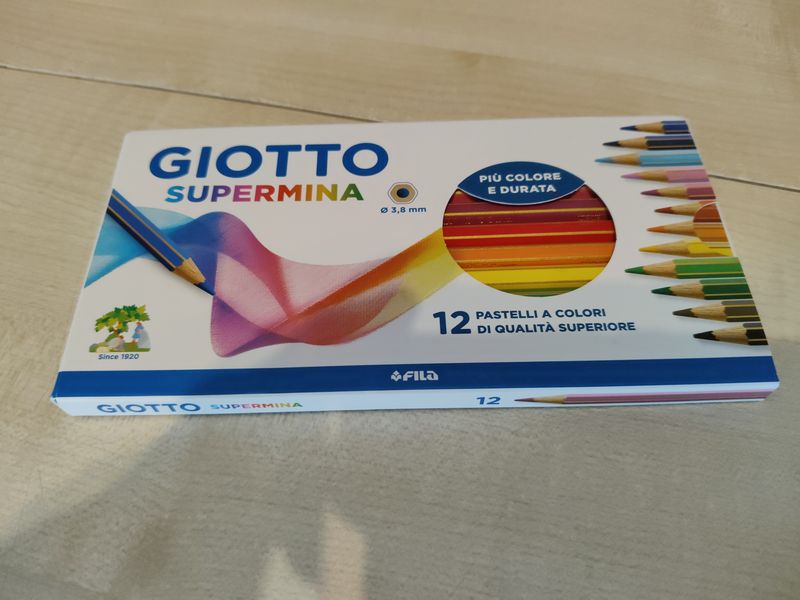 GIOTTO
SUPERMINA
Ø 3,8 mm
PIÙ COLORE
E DURATA
12 PASTELLI A COLORI
DI QUALITÀ SUPERIORE
Since 1920
FILA
GIOTTO SUPERMINA 12